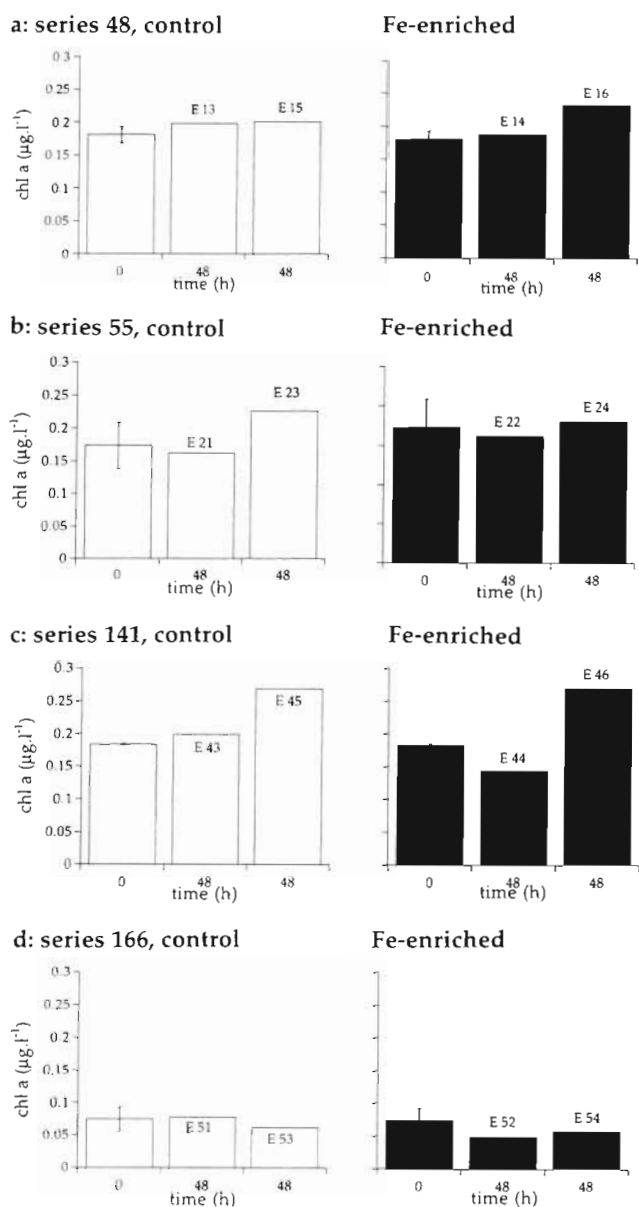 a: series 48, control
Fe-enriched
chl a (µg.l⁻¹)
0.3
0.25
0.2
0.15
0.1
0.05
0
E 13
E 15
0
48
48
time (h)
E 14
E 16
0
48
48
time (h)
b: series 55, control
Fe-enriched
chl a (µg.l⁻¹)
0.3
0.25
0.2
0.15
0.1
0.05
0
E 21
E 23
0
48
48
time (h)
E 22
E 24
0
48
48
time (h)
c: series 141, control
Fe-enriched
chl a (µg.l⁻¹)
0.3
0.25
0.2
0.15
0.1
0.05
0
E 43
E 45
0
48
48
time (h)
E 44
E 46
0
48
48
time (h)
d: series 166, control
Fe-enriched
chl a (µg.l⁻¹)
0.3
0.25
0.2
0.15
0.1
0.05
0
E 51
E 53
0
48
48
time (h)
E 52
E 54
0
48
48
time (h)